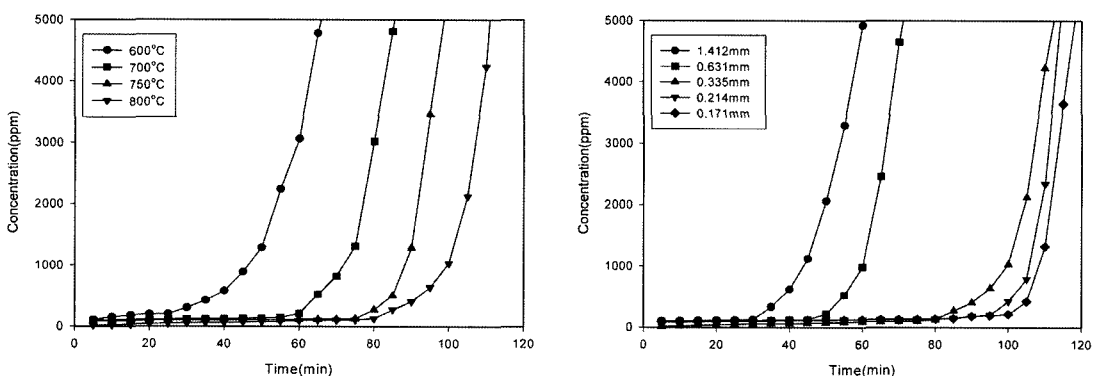 5000
4000
3000
2000
1000
0
Concentration(ppm)
600°C
700°C
750°C
800°C
0 20 40 60 80 100 120
Time(min)
5000
4000
3000
2000
1000
0
Concentration(ppm)
1.412mm
0.631mm
0.335mm
0.214mm
0.171mm
0 20 40 60 80 100 120
Time(min)